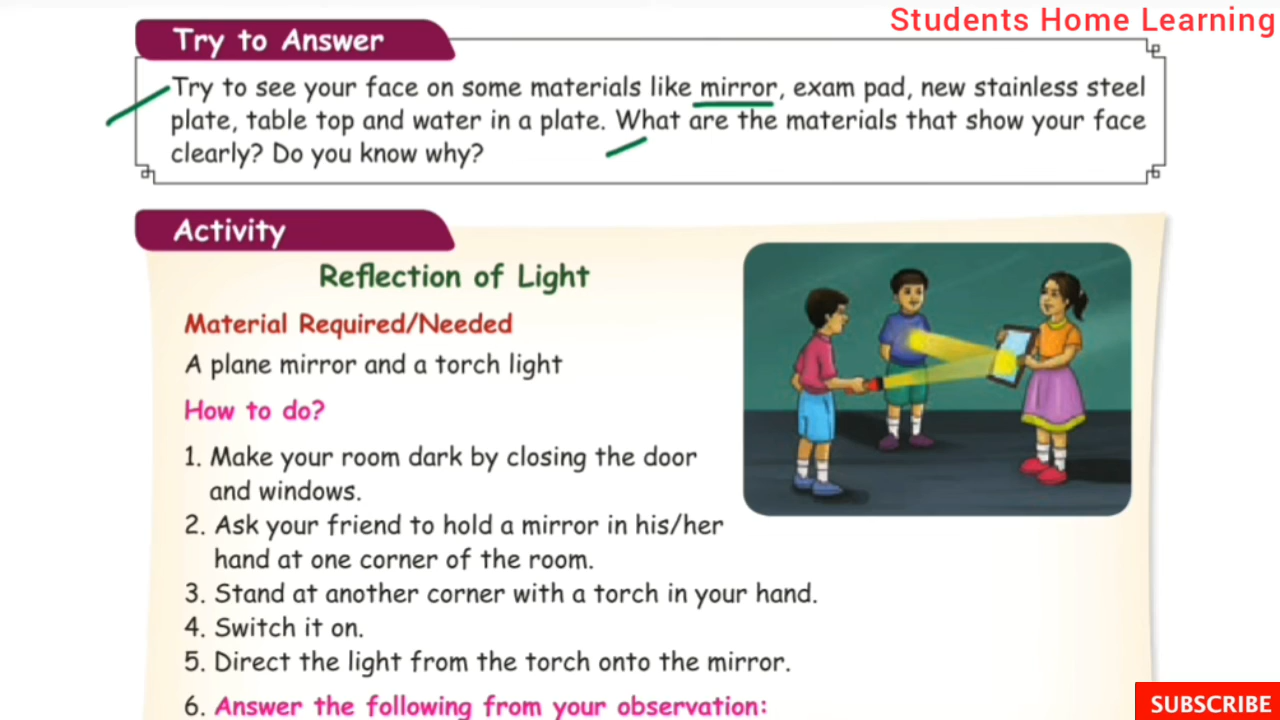 Students Home Learning
Try to Answer
Try to see your face on some materials like mirror, exam pad, new stainless steel
plate, table top and water in a plate. What are the materials that show your face
clearly? Do you know why?
Activity
Reflection of Light
Material Required/Needed
A plane mirror and a torch light
How to do?
1. Make your room dark by closing the door
and windows.
2. Ask your friend to hold a mirror in his/her
hand at one corner of the room.
3. Stand at another corner with a torch in your hand.
4. Switch it on.
5. Direct the light from the torch onto the mirror.
6. Answer the following from your observation:
SUBSCRIBE